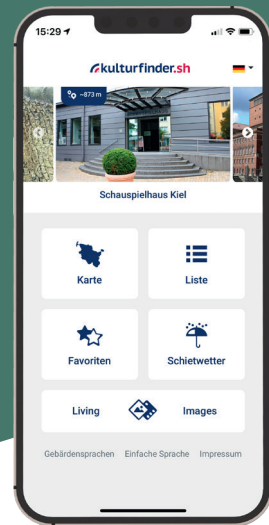 15:29
kulturfinder.sh
~873 m
Schauspielhaus Kiel
Karte
Liste
Favoriten
Schietwetter
Living Images
Gebärdensprachen Einfache Sprache Impressum